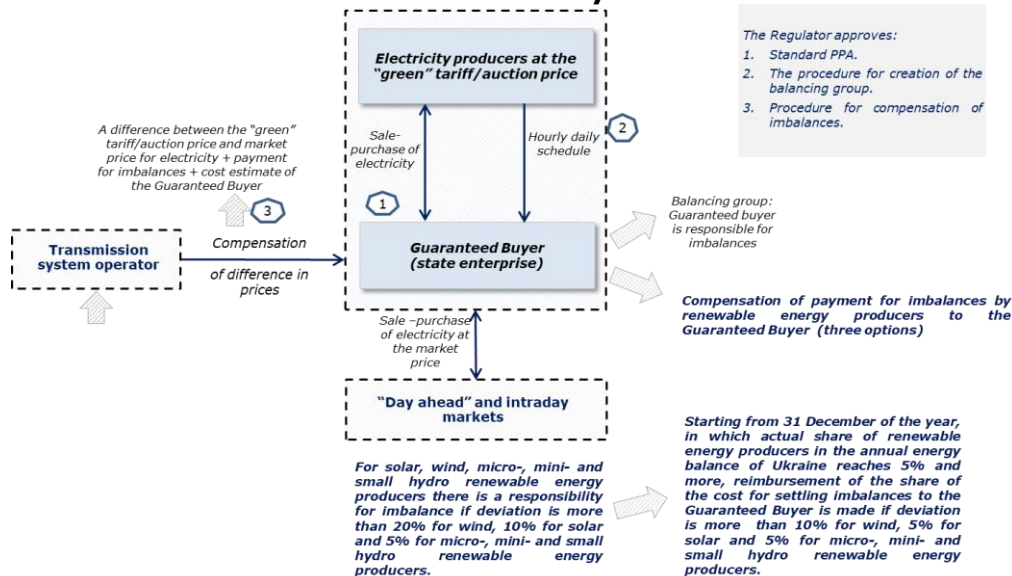 Electricity producers at the
“green” tariff/auction price
The Regulator approves:
1. Standard PPA.
2. The procedure for creation of the
balancing group.
3. Procedure for compensation of
imbalances.
A difference between the “green”
tariff/auction price and market
price for electricity + payment
for imbalances + cost estimate of
the Guaranteed Buyer
3
Sale-
purchase of
electricity
Hourly daily
schedule
2
1
Transmission
system operator
Compensation
of difference in
prices
Guaranteed Buyer
(state enterprise)
Balancing group:
Guaranteed buyer
is responsible for
imbalances
Compensation of payment for imbalances by
renewable energy producers to the
Guaranteed Buyer (three options)
Sale –purchase
of electricity at
the market
price
“Day ahead” and intraday
markets
For solar, wind, micro-, mini- and
small hydro renewable energy
producers there is a responsibility
for imbalance if deviation is more
than 20% for wind, 10% for solar
and 5% for micro-, mini- and small
hydro renewable energy
producers.
Starting from 31 December of the year,
in which actual share of renewable
energy producers in the annual energy
balance of Ukraine reaches 5% and
more, reimbursement of the share of
the cost for settling imbalances to the
Guaranteed Buyer is made if deviation
is more than 10% for wind, 5% for
solar and 5% for micro-, mini- and
small hydro renewable energy
producers.